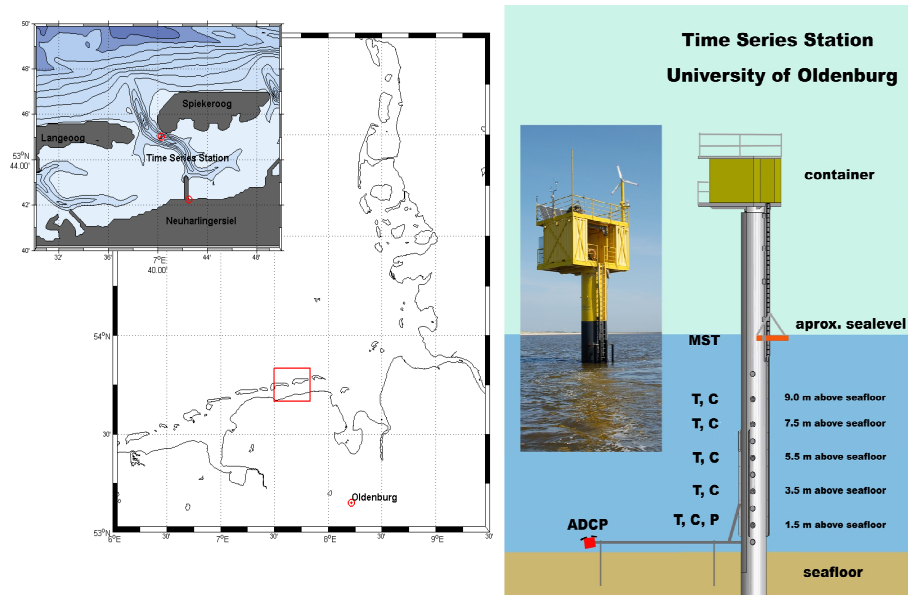 50'
48'
Spiekeroog
46'
Langeoog
Time Series Station
53°N
44.00'
42'
Neuharlingersiel
40'
32'
7°E
40.00'
44'
48'
54°N
30'
Oldenburg
53°N
6°E
30'
7°E
30'
8°E
30'
9°E
30'
Time Series Station
University of Oldenburg
container
aprox. sealevel
MST
T, C
9.0 m above seafloor
T, C
7.5 m above seafloor
T, C
5.5 m above seafloor
T, C
3.5 m above seafloor
T, C, P
1.5 m above seafloor
ADCP
seafloor